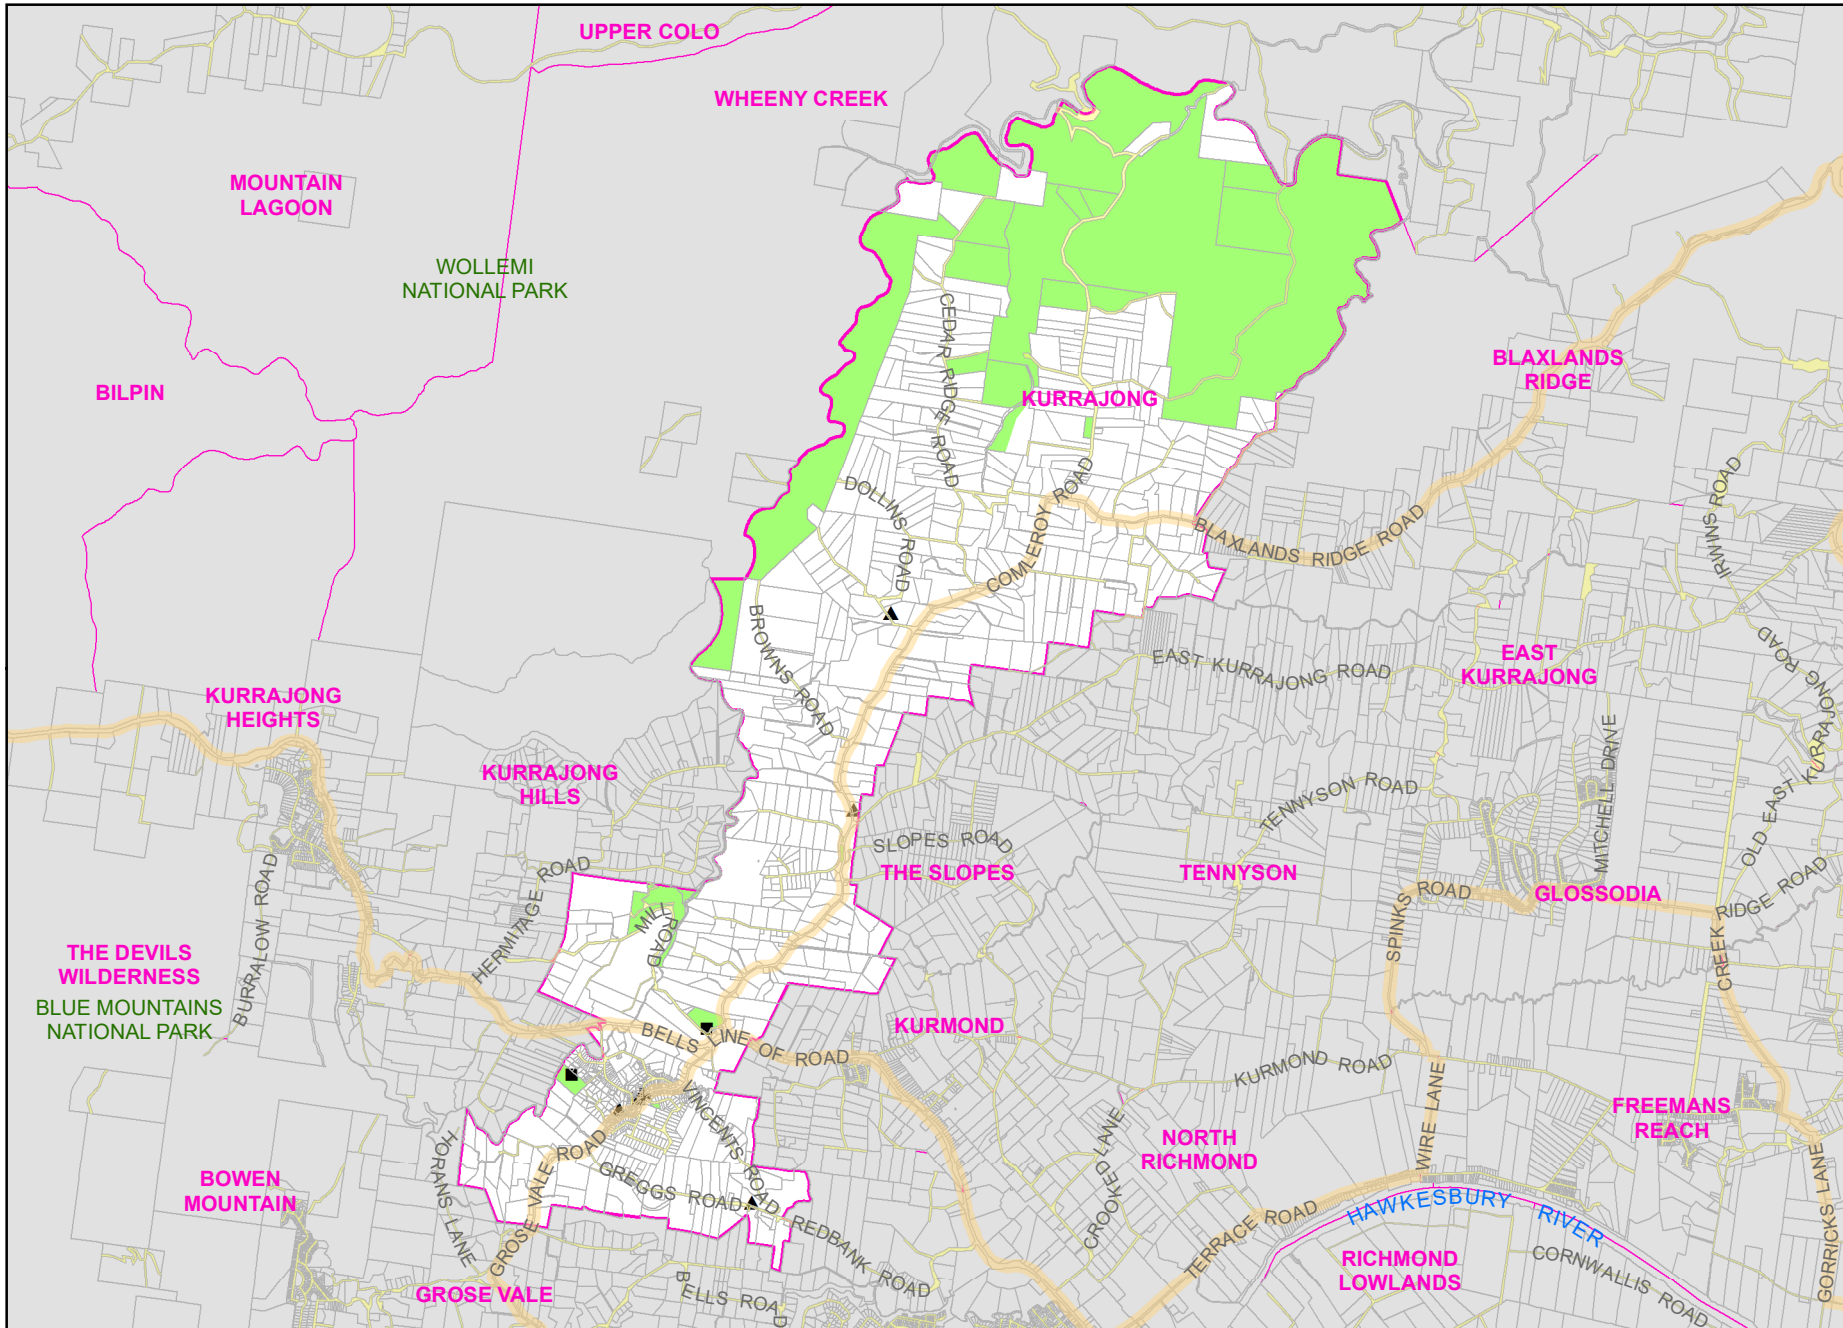 UPPER COLO
WHEENY CREEK
MOUNTAIN
LAGOON
WOLLEMI
NATIONAL PARK
BILPIN
CEDAR RIDGE ROAD
KURRAJONG
BLAXLANDS
RIDGE
DOLLINS ROAD
COMLEROY ROAD
BLAXLANDS RIDGE ROAD
IRWINS ROAD
BROWNS ROAD
EAST KURRAJONG ROAD
EAST
KURRAJONG
OLD EAST KURRAJONG ROAD
KURRAJONG
HEIGHTS
KURRAJONG
HILLS
MITCHELL DRIVE
TENNYSON ROAD
SLOPES ROAD
THE SLOPES
TENNYSON
SPINKS ROAD
GLOSSODIA
CREEK RIDGE ROAD
BURRALOW ROAD
HERMITAGE ROAD
MILL ROAD
THE DEVILS
WILDERNESS
BLUE MOUNTAINS
NATIONAL PARK
BELLS LINE OF ROAD
KURMOND
KURMOND ROAD
WIRE LANE
FREEMANS
REACH
VINCENTS ROAD
NORTH
RICHMOND
CROOKED LANE
HORANS LANE
GROSE VALE ROAD
GREGGS ROAD
REDBANK ROAD
BOWEN
MOUNTAIN
TERRACE ROAD
HAWKESBURY RIVER
RICHMOND
LOWLANDS
CORNWALLIS ROAD
GORRICKS LANE
GROSE VALE
BELLS ROAD